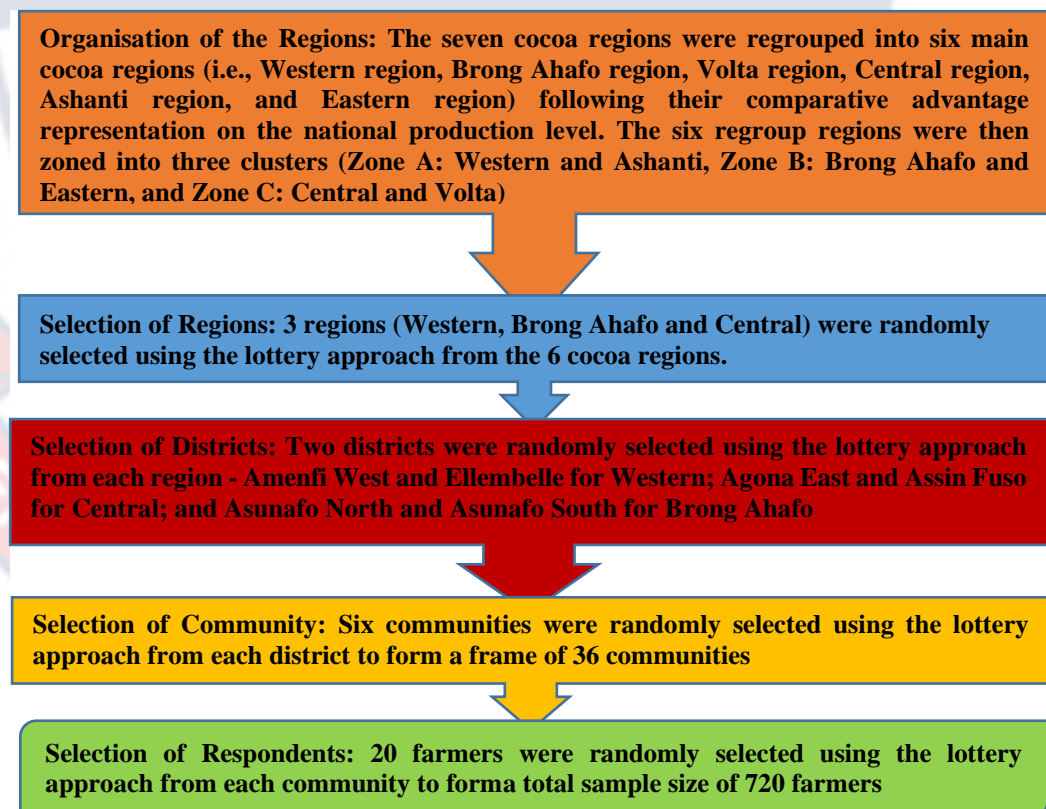 Organisation of the Regions: The seven cocoa regions were regrouped into six main
cocoa regions (i.e., Western region, Brong Ahafo region, Volta region, Central region,
Ashanti region, and Eastern region) following their comparative advantage
representation on the national production level. The six regroup regions were then
zoned into three clusters (Zone A: Western and Ashanti, Zone B: Brong Ahafo and
Eastern, and Zone C: Central and Volta)
Selection of Regions: 3 regions (Western, Brong Ahafo and Central) were randomly
selected using the lottery approach from the 6 cocoa regions.
Selection of Districts: Two districts were randomly selected using the lottery approach
from each region - Amenfi West and Ellembelle for Western; Agona East and Assin Fuso
for Central; and Asunafo North and Asunafo South for Brong Ahafo
Selection of Community: Six communities were randomly selected using the lottery
approach from each district to form a frame of 36 communities
Selection of Respondents: 20 farmers were randomly selected using the lottery
approach from each community to forma total sample size of 720 farmers